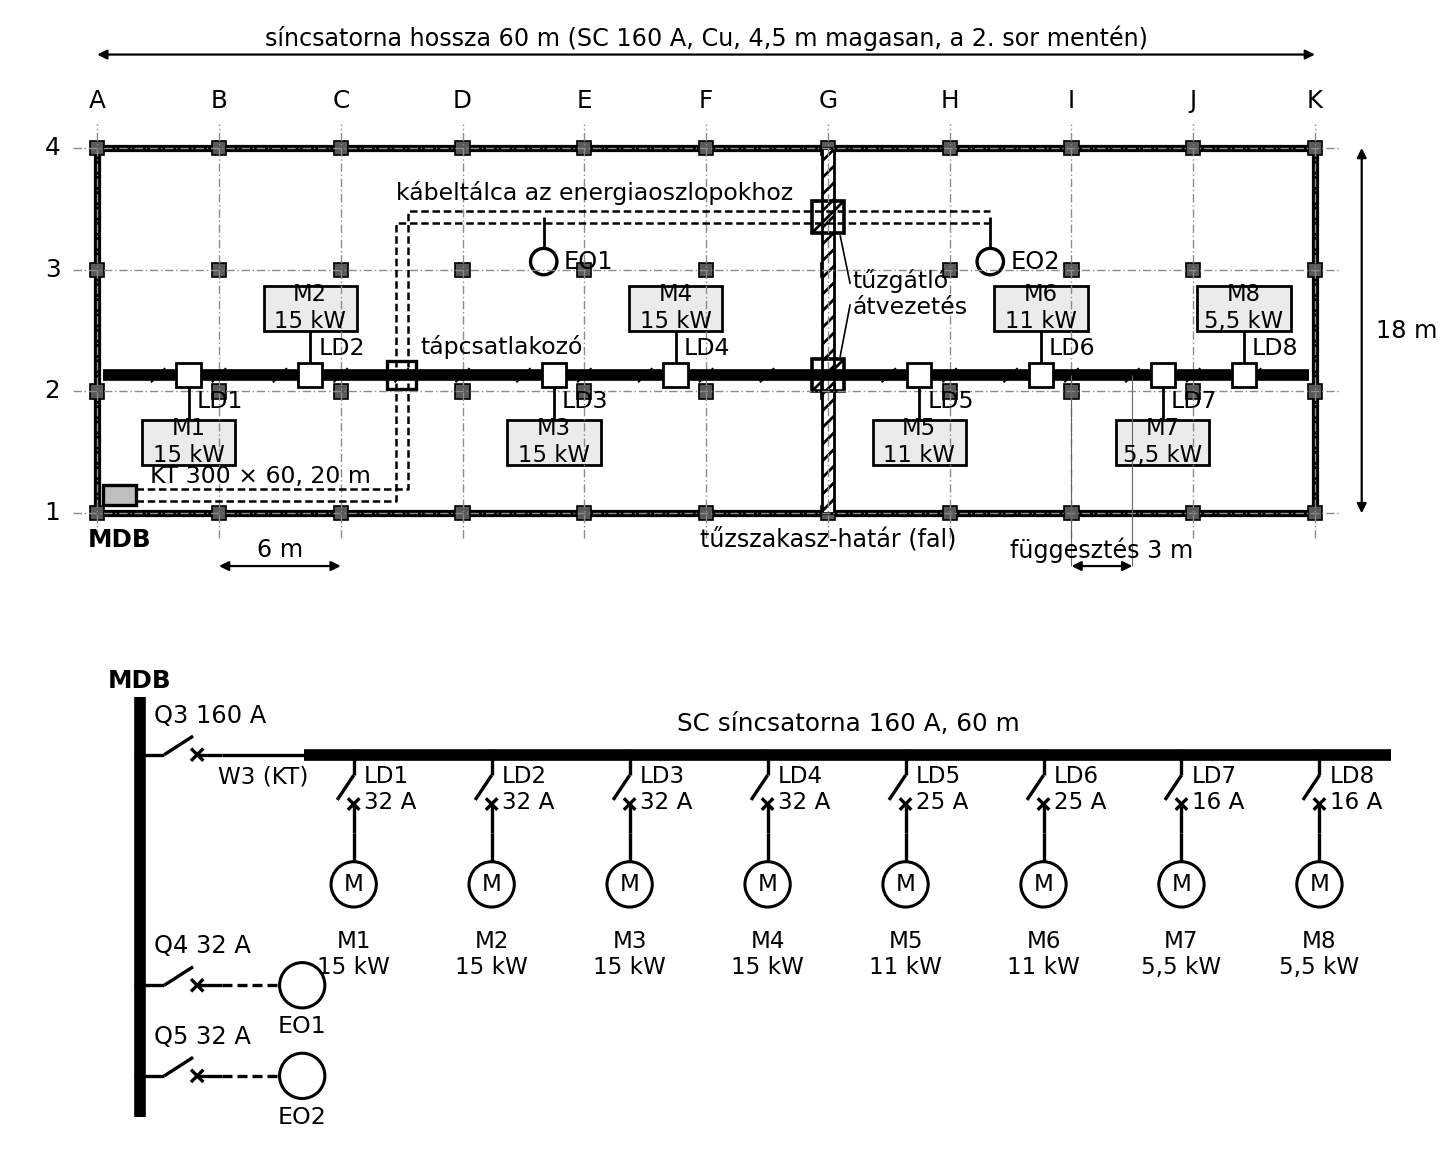 síncsatorna hossza 60 m (SC 160 A, Cu, 4,5 m magasan, a 2. sor mentén)
A B C D E F G H I J K
4
kábeltálca az energiaoszlopokhoz
EO1 EO2
3
tűzgátló
átvezetés
M2
15 kW
M4
15 kW
M6
11 kW
M8
5,5 kW
18 m
LD2 tápcsatlakozó LD4 LD6 LD8
2
LD1 LD3 LD5 LD7
M1
15 kW
M3
15 kW
M5
11 kW
M7
5,5 kW
KT 300 × 60, 20 m
1
MDB
tűzszakasz-határ (fal)
6 m
függesztés 3 m
MDB
Q3 160 A
SC síncsatorna 160 A, 60 m
W3 (KT)
LD1
32 A
LD2
32 A
LD3
32 A
LD4
32 A
LD5
25 A
LD6
25 A
LD7
16 A
LD8
16 A
M M M M M M M M
M1
15 kW
M2
15 kW
M3
15 kW
M4
15 kW
M5
11 kW
M6
11 kW
M7
5,5 kW
M8
5,5 kW
Q4 32 A
EO1
Q5 32 A
EO2